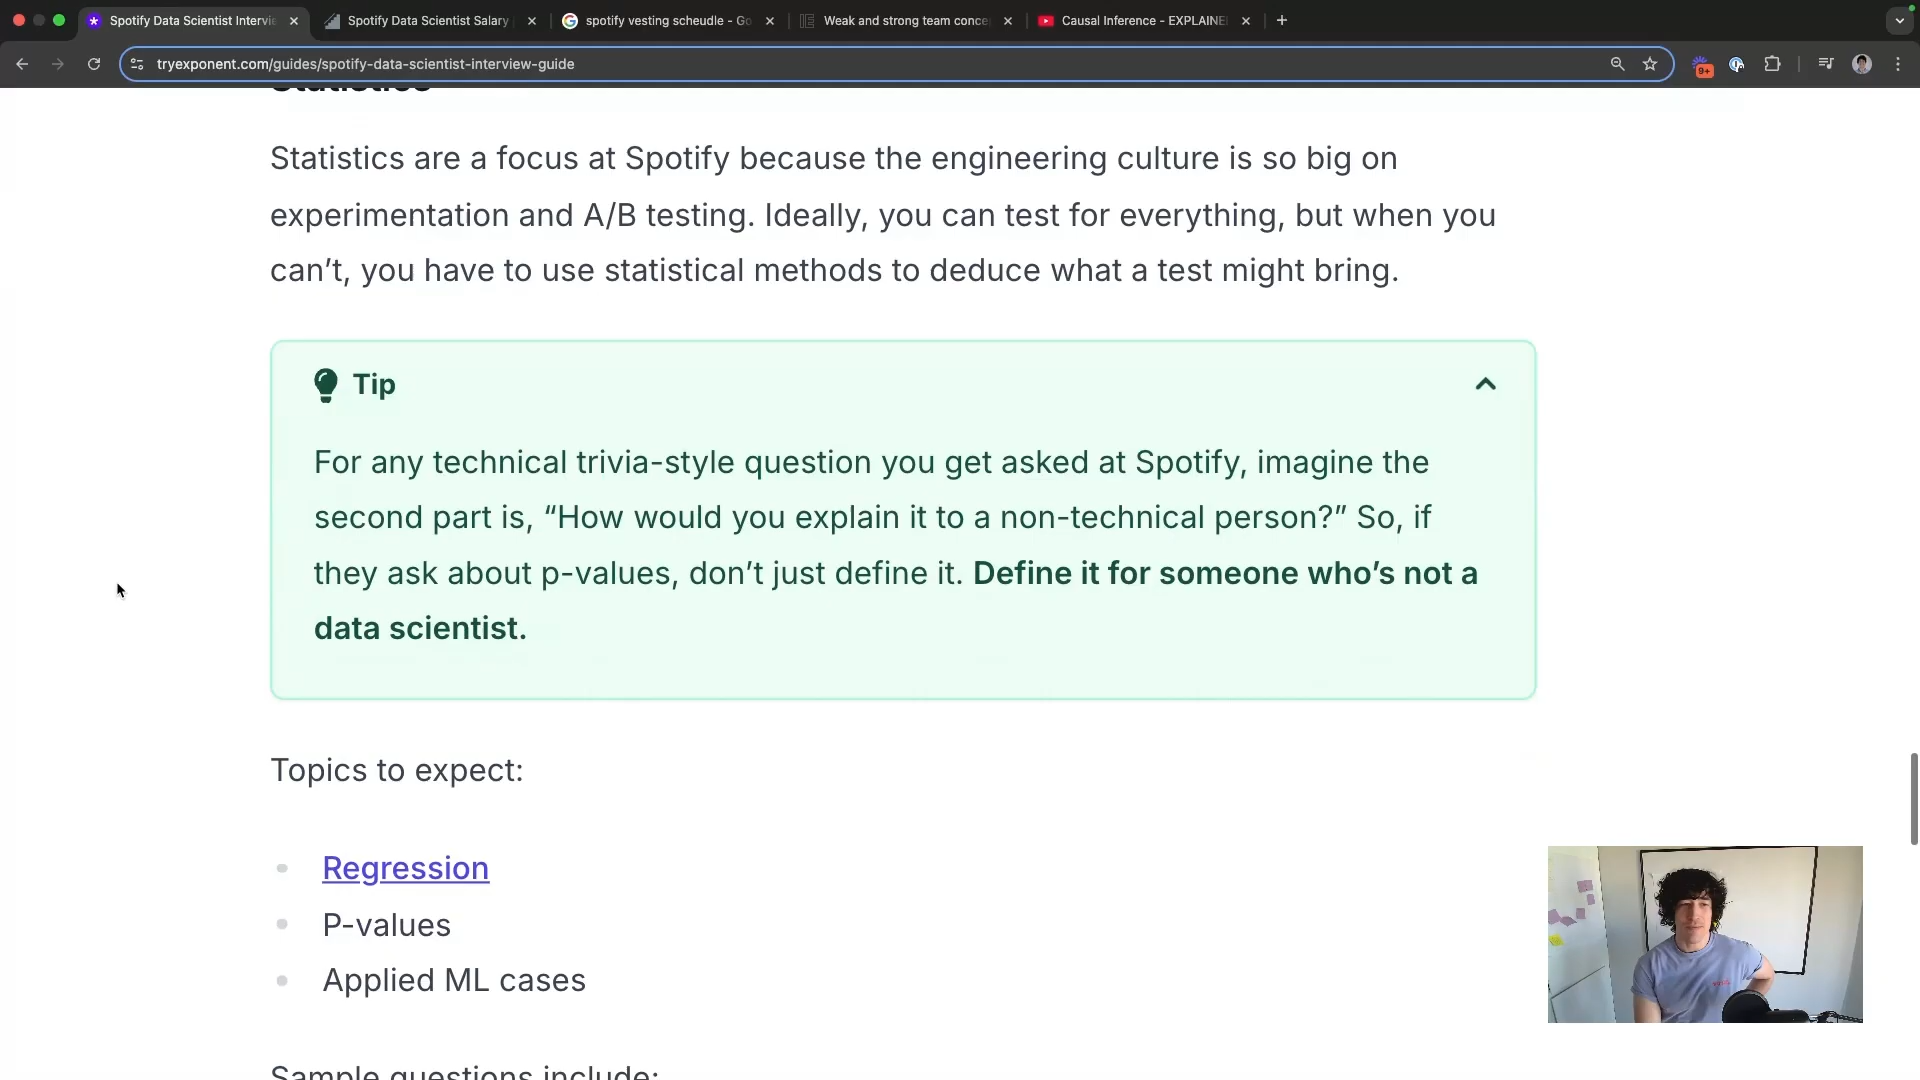 Spotify Data Scientist Intervie
Spotify Data Scientist Salary
spotify vesting scheudle - Go
Weak and strong team conce
Causal Inference - EXPLAINE
tryexponent.com/guides/spotify-data-scientist-interview-guide
9+
Statistics
Statistics are a focus at Spotify because the engineering culture is so big on
experimentation and A/B testing. Ideally, you can test for everything, but when you
can’t, you have to use statistical methods to deduce what a test might bring.
Tip
For any technical trivia-style question you get asked at Spotify, imagine the
second part is, “How would you explain it to a non-technical person?” So, if
they ask about p-values, don’t just define it. Define it for someone who’s not a
data scientist.
Topics to expect:
Regression
P-values
Applied ML cases
Sample questions include: